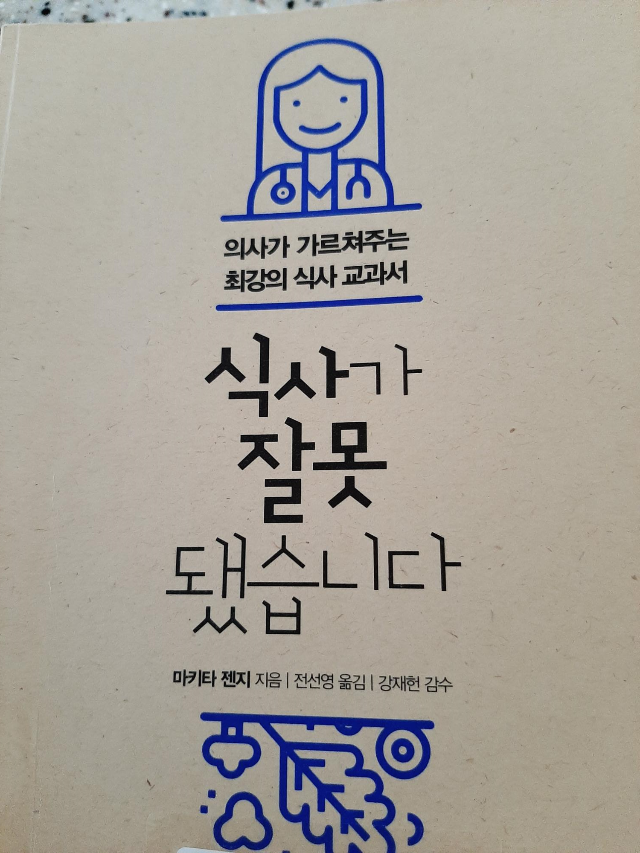 의사가 가르쳐주는
최강의 식사 교과서
식사가
잘못
됐습니다
마키타 젠지 지음 | 전선영 옮김 | 강재헌 감수